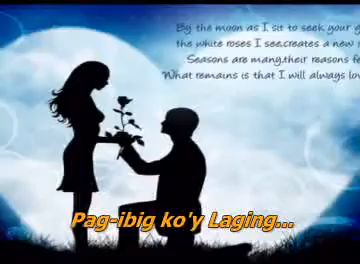 By the moon as I sit to seek your
the white roses I see,creates a new
Seasons are many,their reasons
What remains is that I will always
Pag-ibig ko'y Laging...